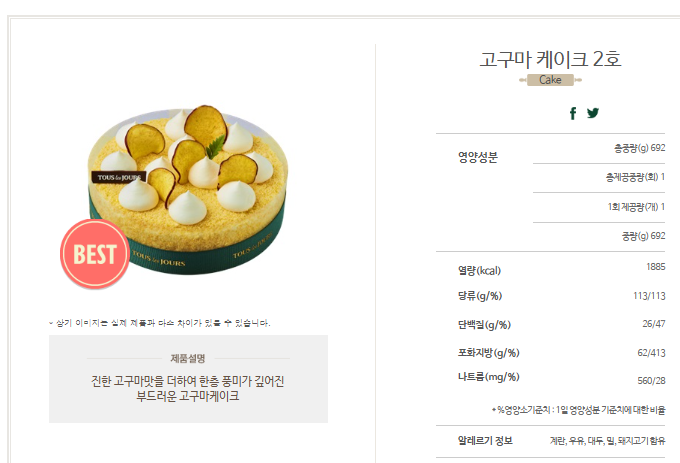 고구마 케이크 2호
Cake
TOUS les JOURS
TOUS les JOURS
TOUS les JOURS
BEST
* 상기 이미지는 실제 제품과 다소 차이가 있을 수 있습니다.
제품설명
진한 고구마맛을 더하여 한층 풍미가 깊어진
부드러운 고구마케이크
영양성분
총중량(g) 692
총제공중량(회) 1
1회 제공량(개) 1
중량(g) 692
열량(kcal) 1885
당류(g/%) 113/113
단백질(g/%) 26/47
포화지방(g/%) 62/413
나트륨(mg/%) 560/28
* %영양소기준치 : 1일 영양성분 기준치에 대한 비율
알레르기 정보 계란, 우유, 대두, 밀, 돼지고기 함유